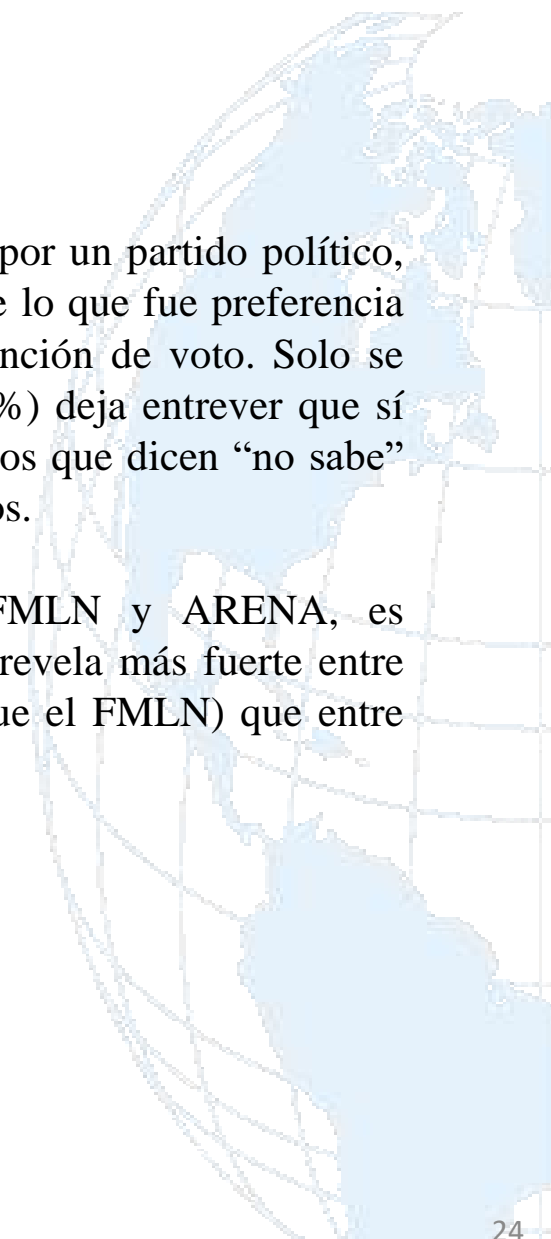 por un partido político,
e lo que fue preferencia
nción de voto. Solo se
%) deja entrever que sí
os que dicen “no sabe”
os.
FMLN y ARENA, es
revela más fuerte entre
ue el FMLN) que entre
24